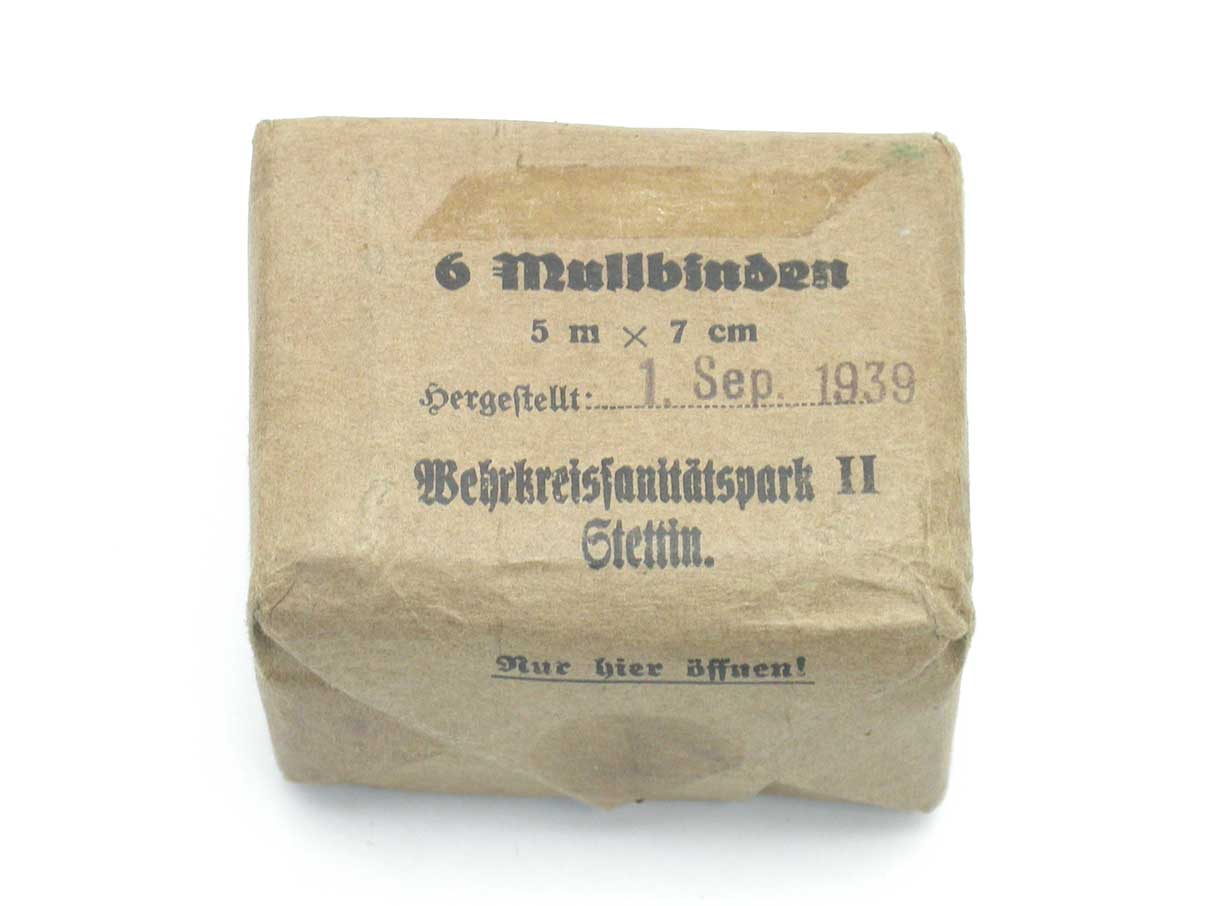 6 Mullbinden
5 m × 7 cm
Hergeſtellt: 1. Sep. 1939
Wehrkreisſanitätspark II
Stettin.
Nur hier öffnen!